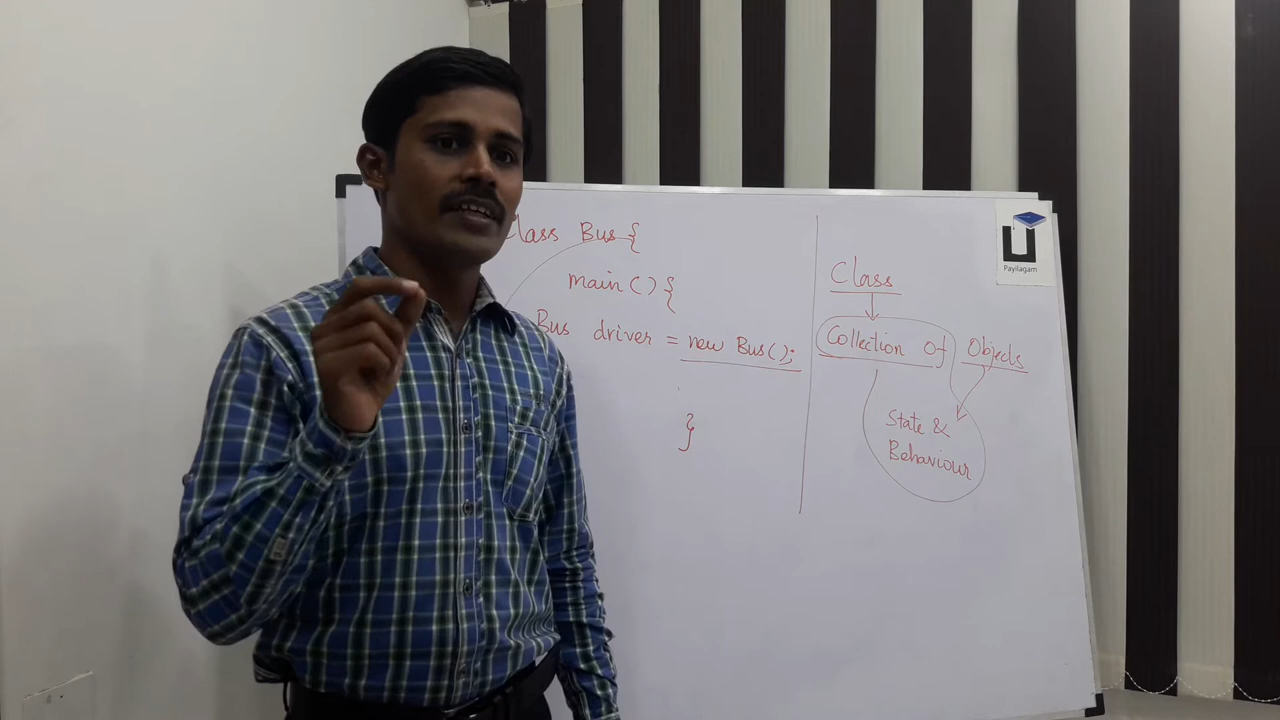 Class Bus {
main() {
Bus driver = new Bus();
}
Class
Collection of Objects
State &
Behaviour
Payilagam